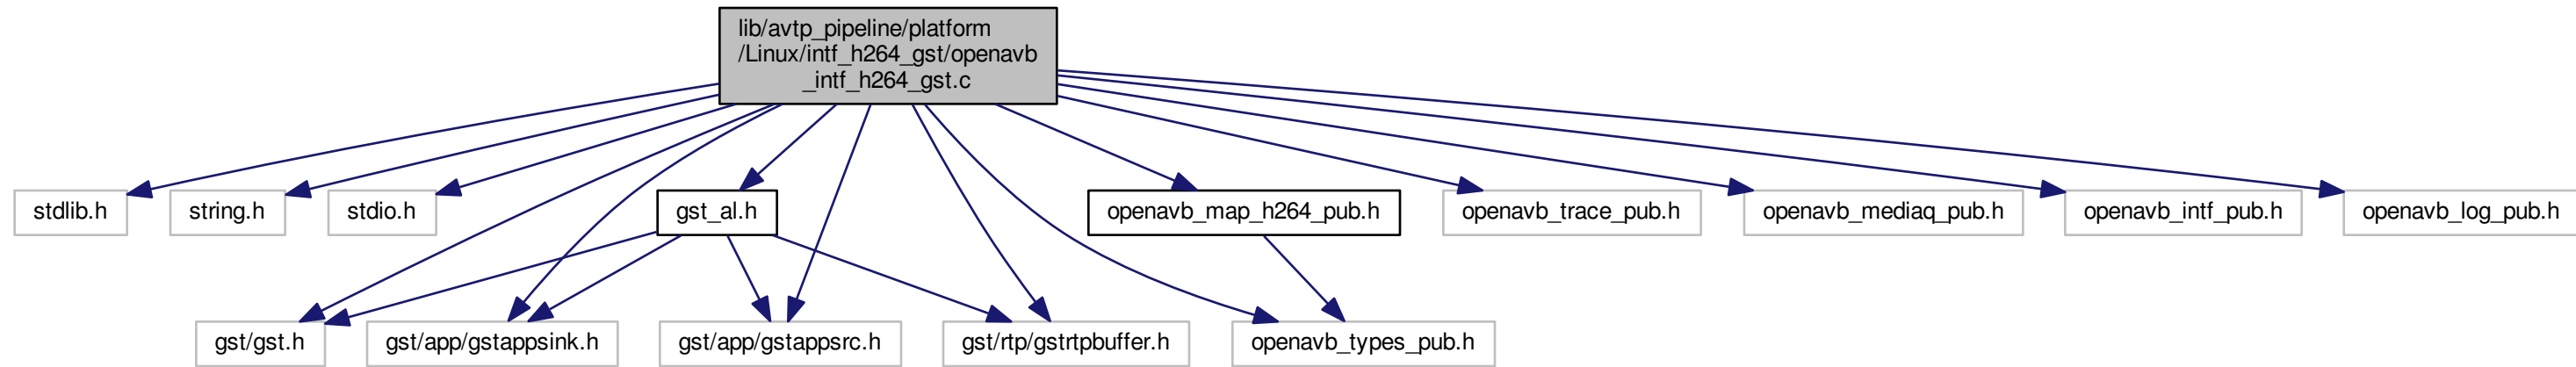 lib/avtp_pipeline/platform
/Linux/intf_h264_gst/openavb
_intf_h264_gst.c
stdlib.h
string.h
stdio.h
gst_al.h
openavb_map_h264_pub.h
openavb_trace_pub.h
openavb_mediaq_pub.h
openavb_intf_pub.h
openavb_log_pub.h
gst/gst.h
gst/app/gstappsink.h
gst/app/gstappsrc.h
gst/rtp/gstrtpbuffer.h
openavb_types_pub.h